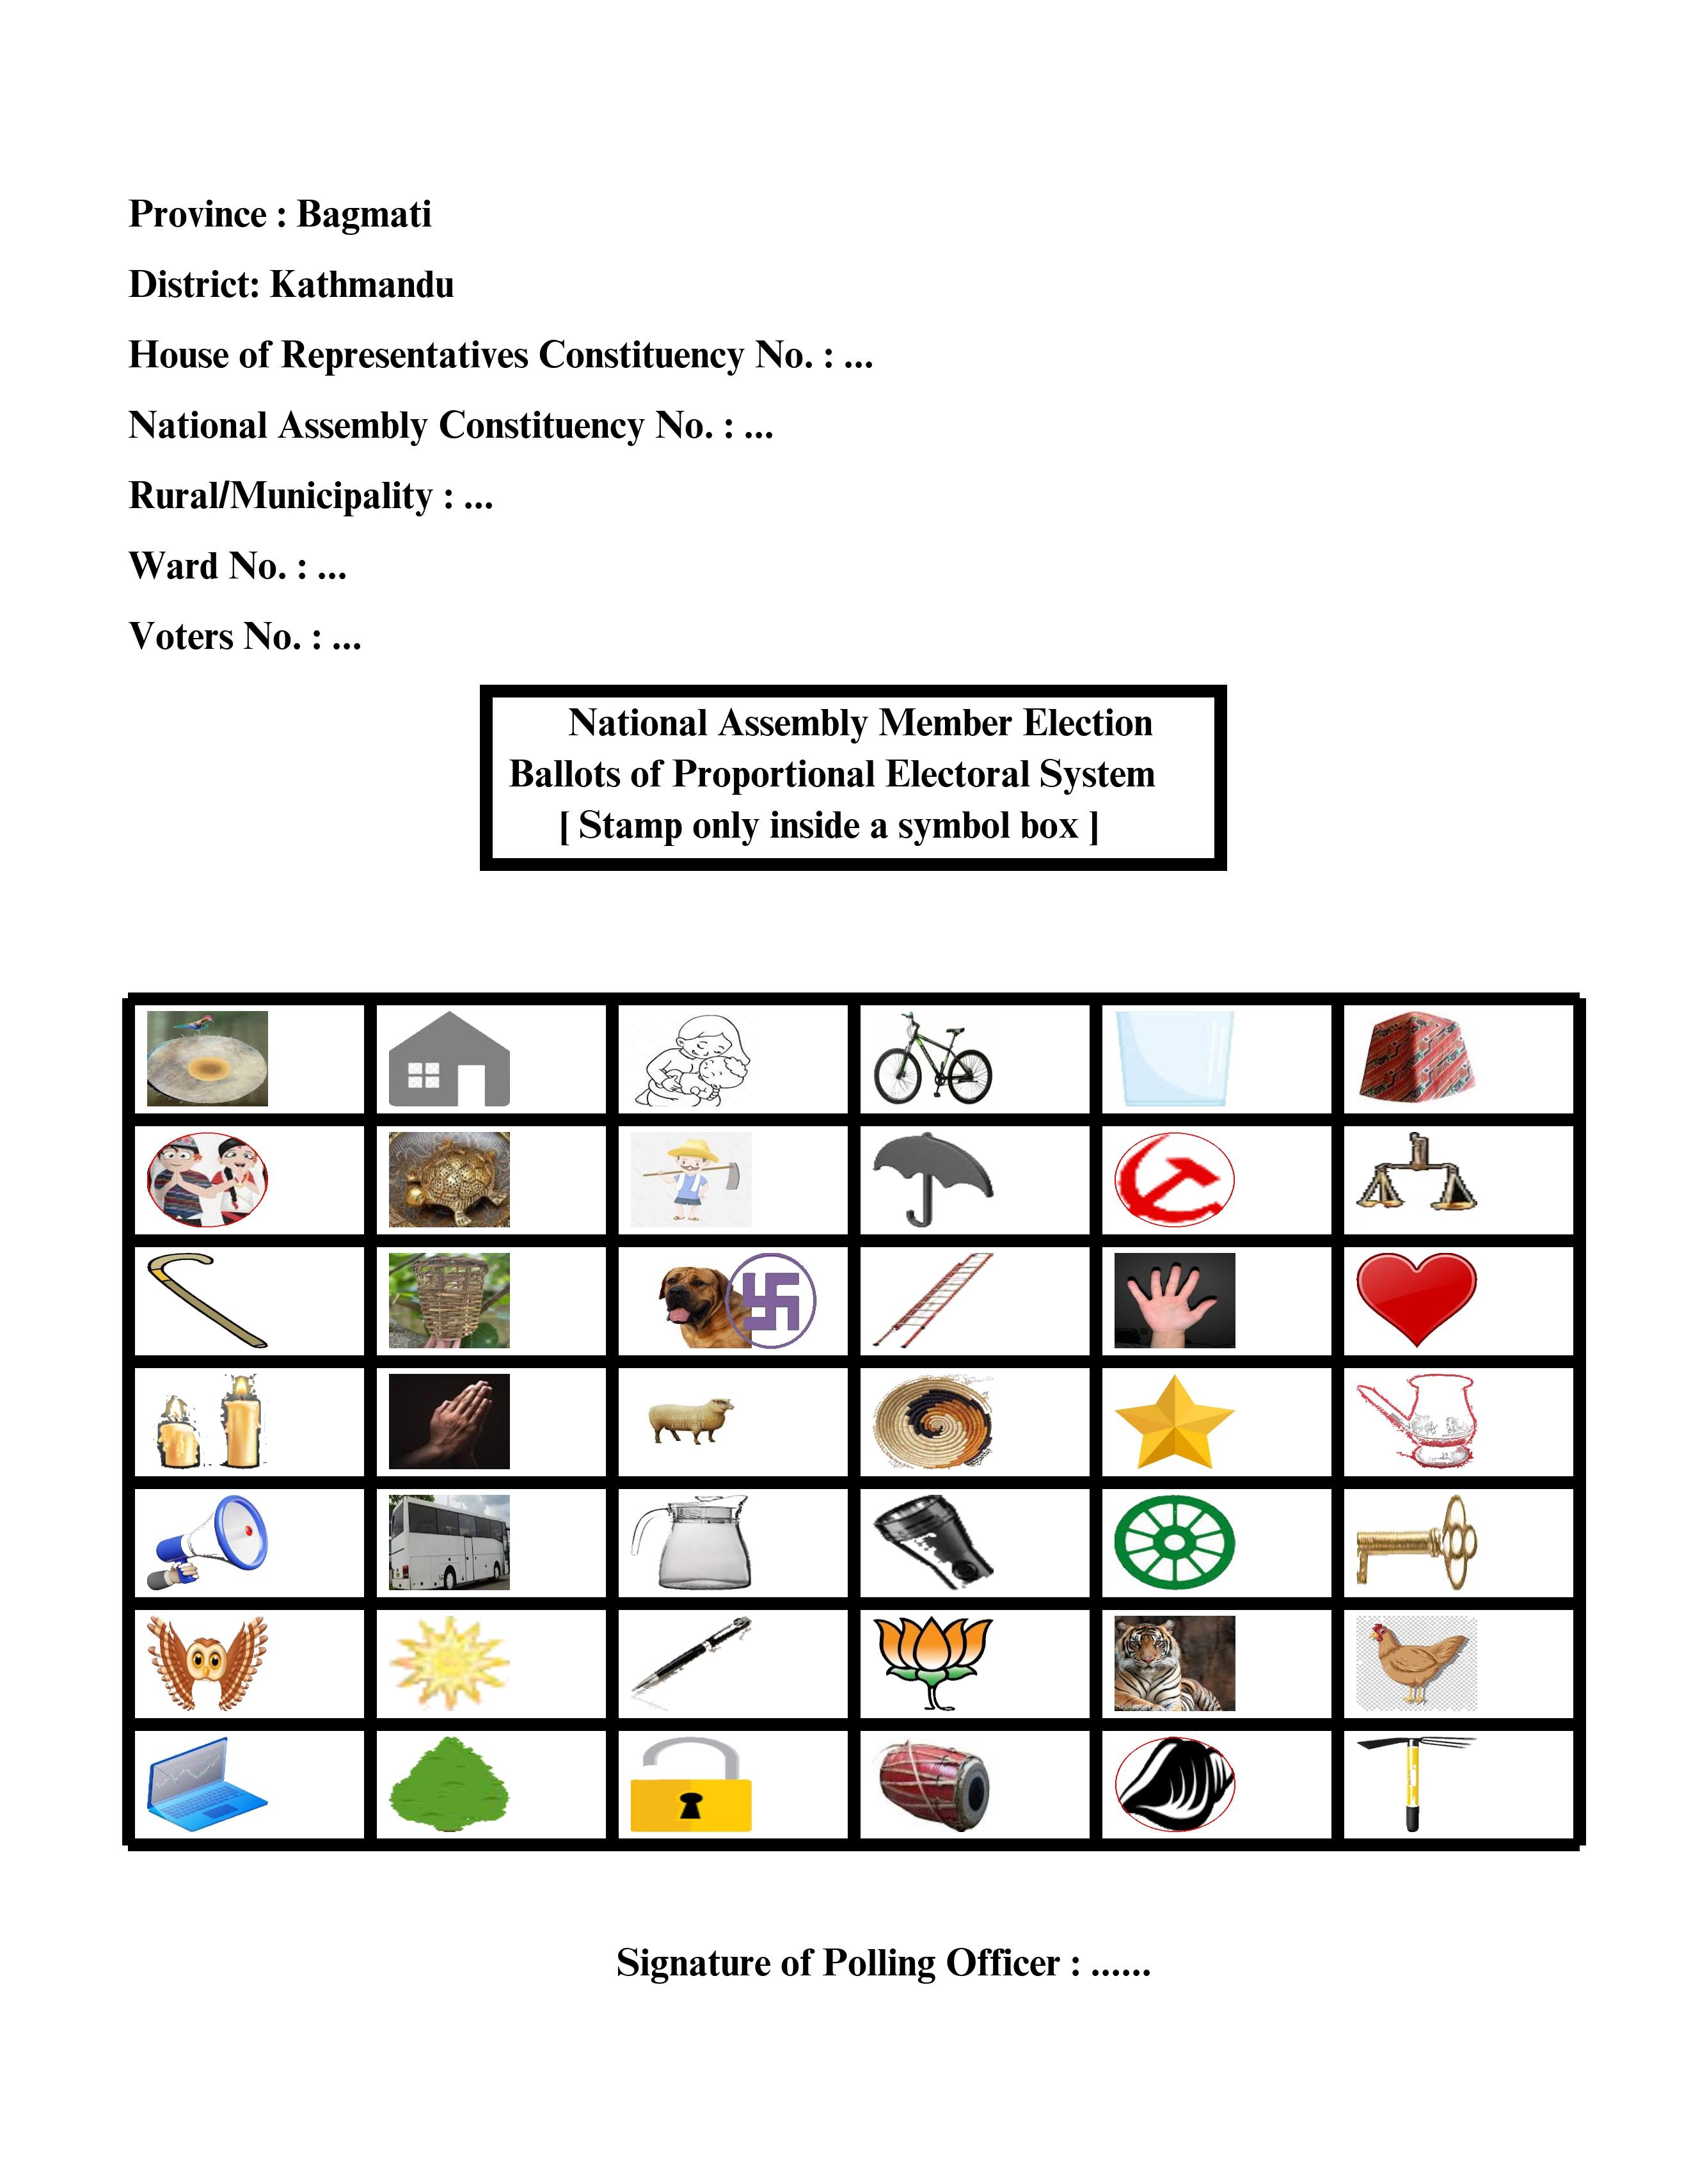 Province : Bagmati
District: Kathmandu
House of Representatives Constituency No. : ...
National Assembly Constituency No. : ...
Rural/Municipality : ...
Ward No. : ...
Voters No. : ...
National Assembly Member Election
Ballots of Proportional Electoral System
[ Stamp only inside a symbol box ]
Signature of Polling Officer : ......